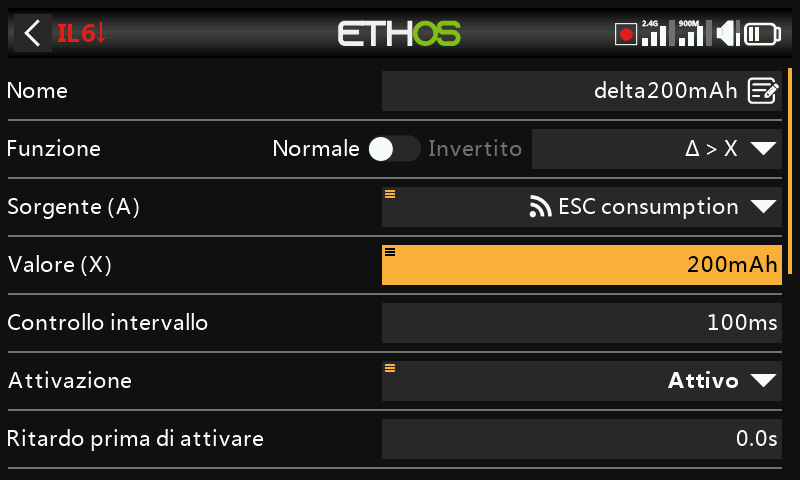 IL6↓ ETHOS 2.4G 900M
Nome delta200mAh
Funzione Normale Invertito Δ > X
Sorgente (A) ESC consumption
Valore (X) 200mAh
Controllo intervallo 100ms
Attivazione Attivo
Ritardo prima di attivare 0.0s